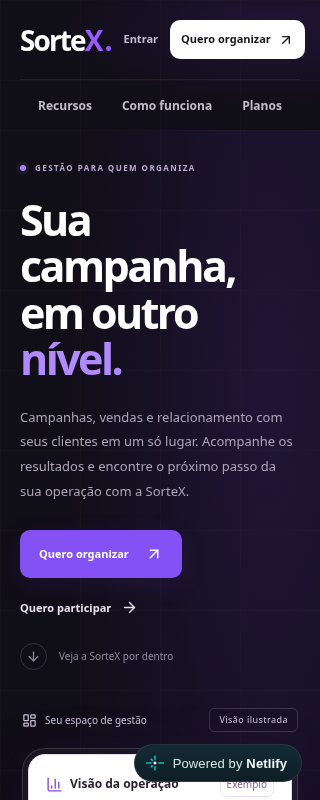 SorteX.
Entrar
Quero organizar
Recursos
Como funciona
Planos
GESTÃO PARA QUEM ORGANIZA
Sua
campanha,
em outro
nível.
Campanhas, vendas e relacionamento com
seus clientes em um só lugar. Acompanhe os
resultados e encontre o próximo passo da
sua operação com a SorteX.
Quero organizar
Quero participar
Veja a SorteX por dentro
Seu espaço de gestão
Visão ilustrada
Powered by Netlify
Visão da operação
Exemplo